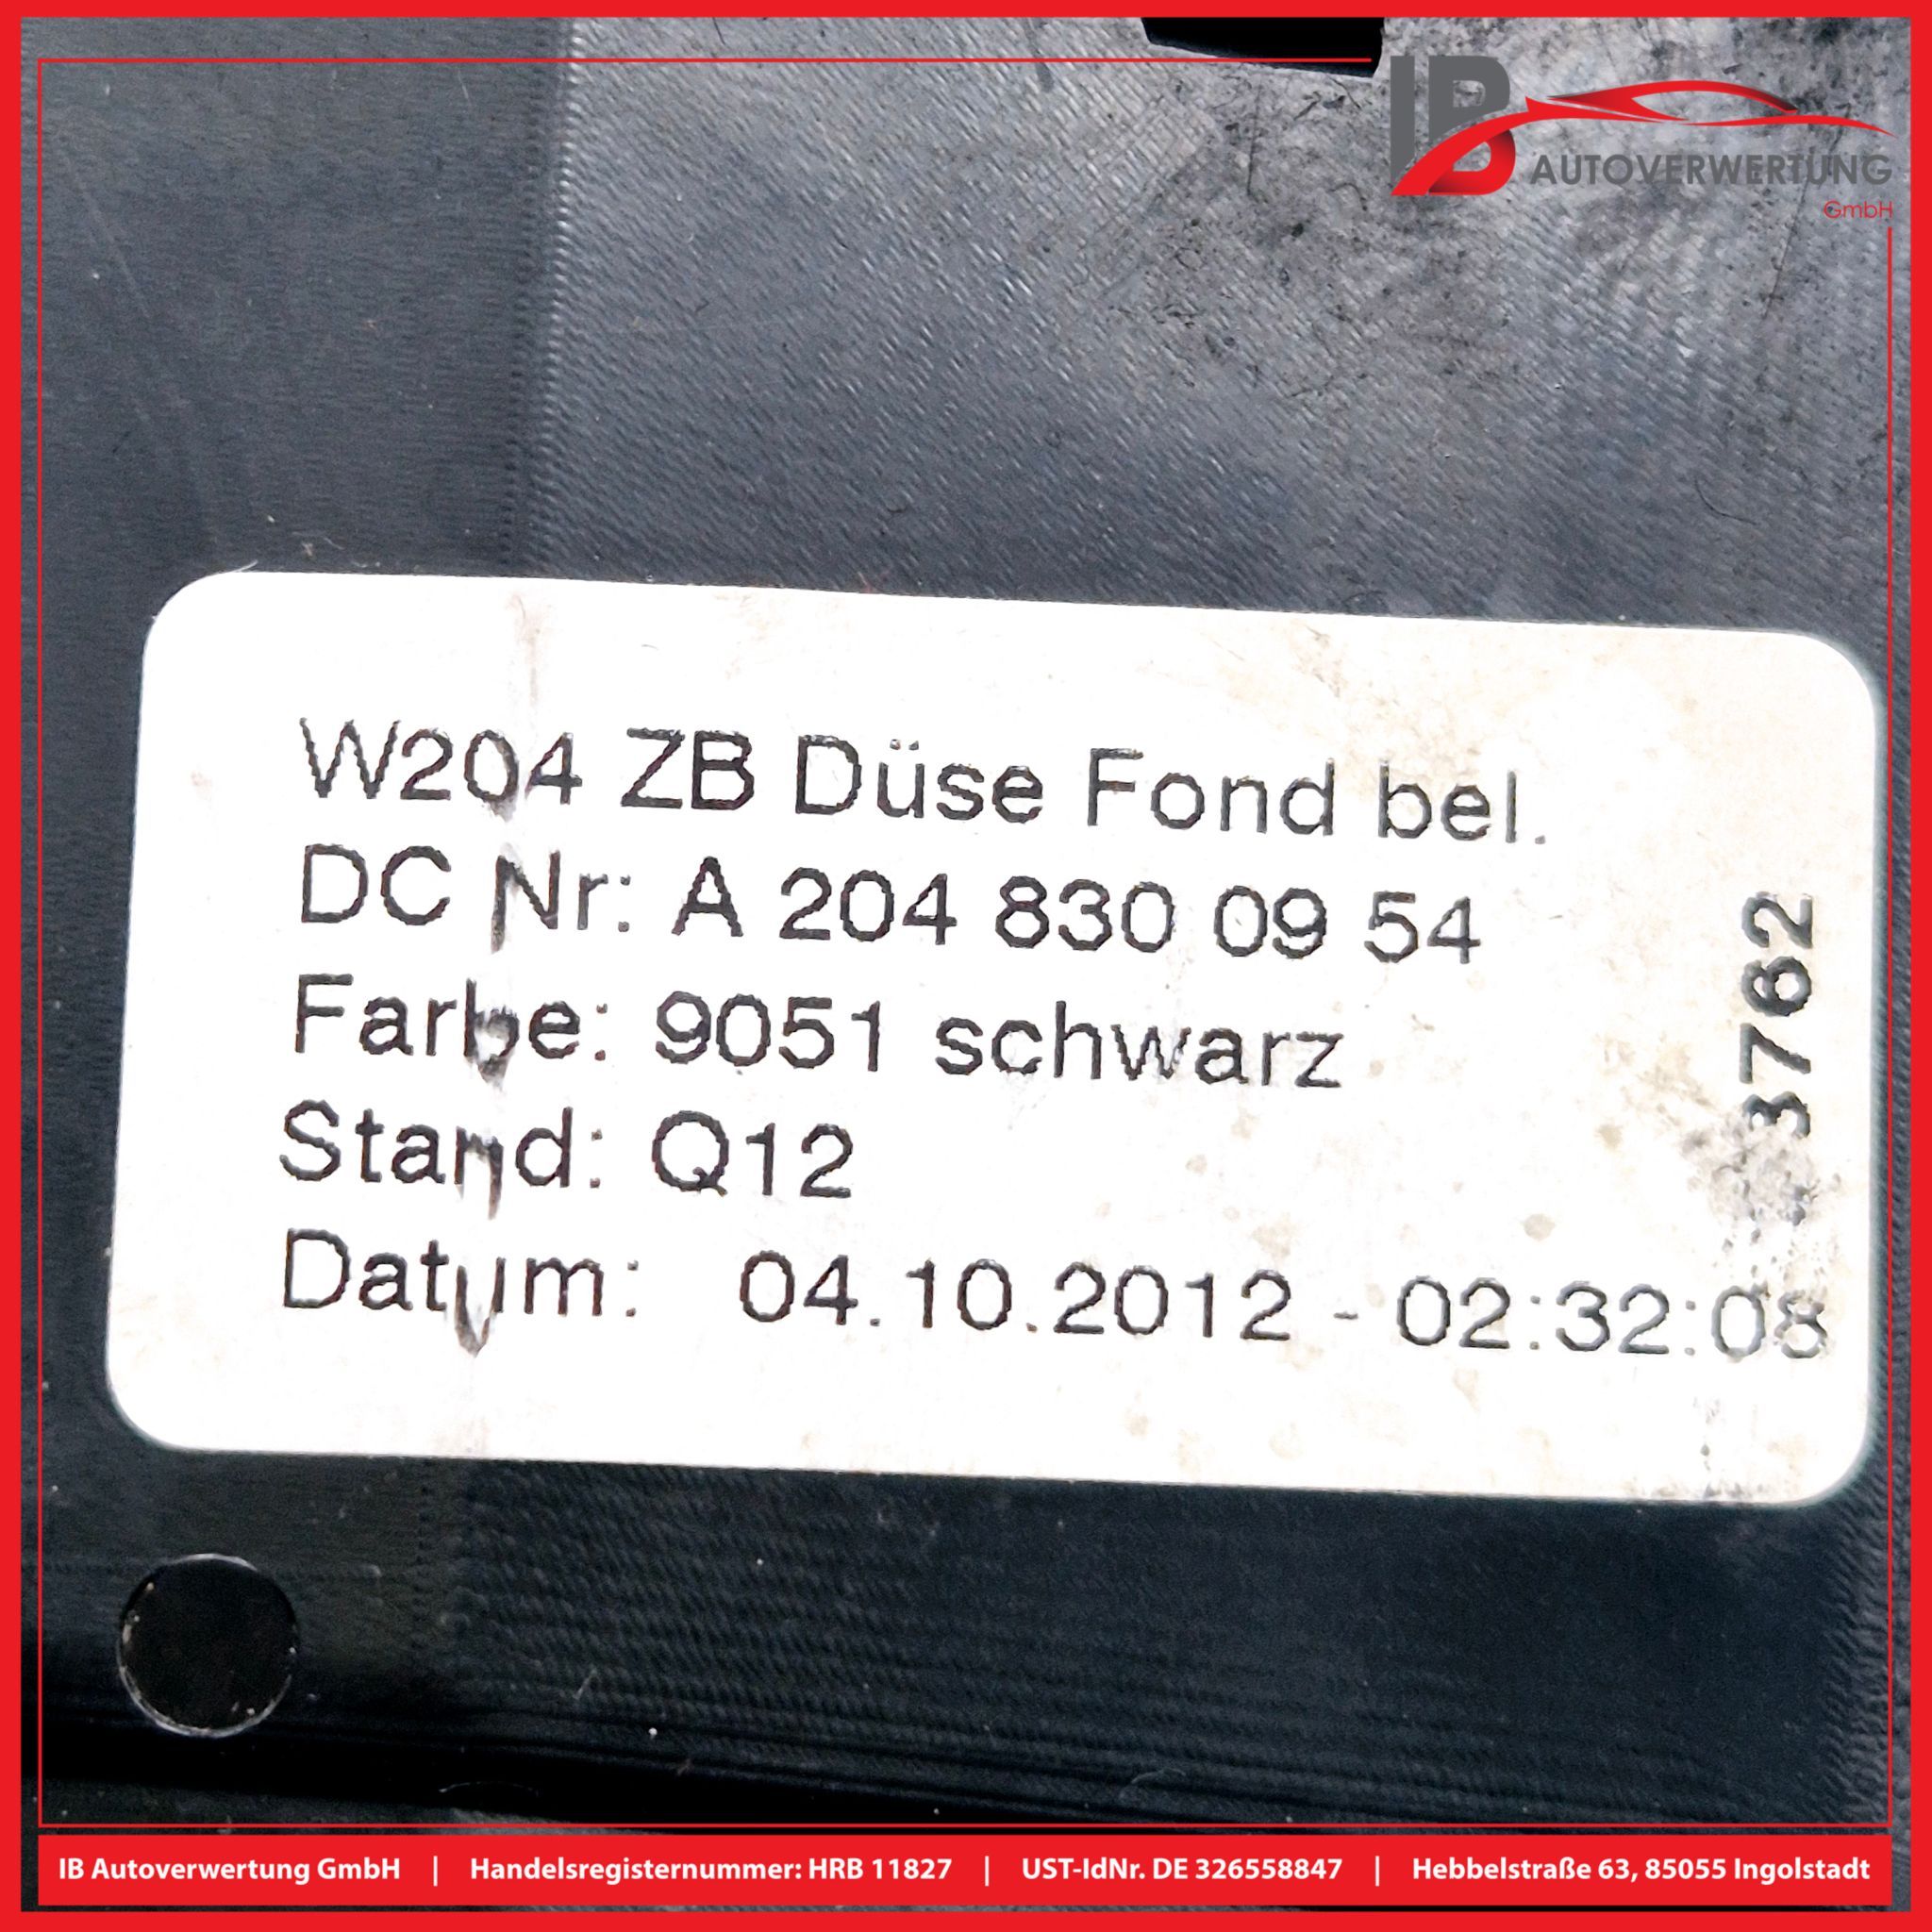 IB
AUTOVERWERTUNG
GmbH
W204 ZB Düse Fond bel.
DC Nr: A 204 830 09 54
Farbe: 9051 schwarz
Stand: Q12
Datum: 04.10.2012 - 02:32:08
3762
IB Autoverwertung GmbH | Handelsregisternummer: HRB 11827 | UST-IdNr. DE 326558847 | Hebbelstraße 63, 85055 Ingolstadt